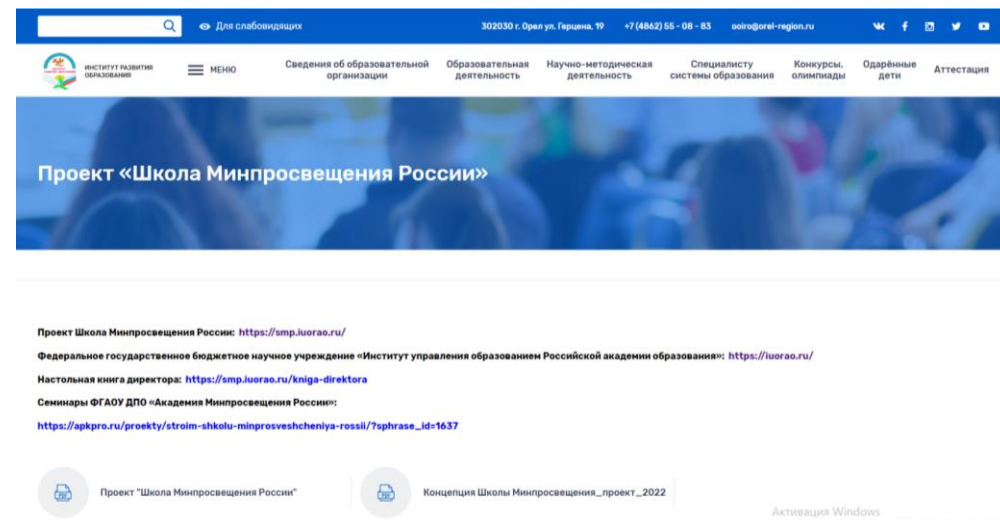 Для слабовидящих
302030 г. Орел ул. Герцена, 19
+7 (4862) 55 - 08 - 83
ooiro@orel-region.ru
ИНСТИТУТ РАЗВИТИЯ
ОБРАЗОВАНИЯ
МЕНЮ
Сведения об образовательной
организации
Образовательная
деятельность
Научно-методическая
деятельность
Специалисту
системы образования
Конкурсы,
олимпиады
Одарённые
дети
Аттестация
Проект «Школа Минпросвещения России»
Проект Школа Минпросвещения России: https://smp.iuorao.ru/
Федеральное государственное бюджетное научное учреждение «Институт управления образованием Российской академии образования»: https://iuorao.ru/
Настольная книга директора: https://smp.iuorao.ru/kniga-direktora
Семинары ФГАОУ ДПО «Академия Минпросвещения России»:
https://apkpro.ru/proekty/stroim-shkolu-minprosveshcheniya-rossii/?sphrase_id=1637
PDF
Проект "Школа Минпросвещения России"
PDF
Концепция Школы Минпросвещения_проект_2022
Активация Windows